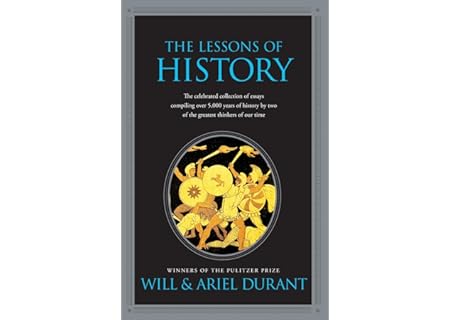 THE LESSONS OF
HISTORY
The celebrated collection of essays
compiling over 5,000 years of history by two
of the greatest thinkers of our time
WINNERS OF THE PULITZER PRIZE
WILL & ARIEL DURANT